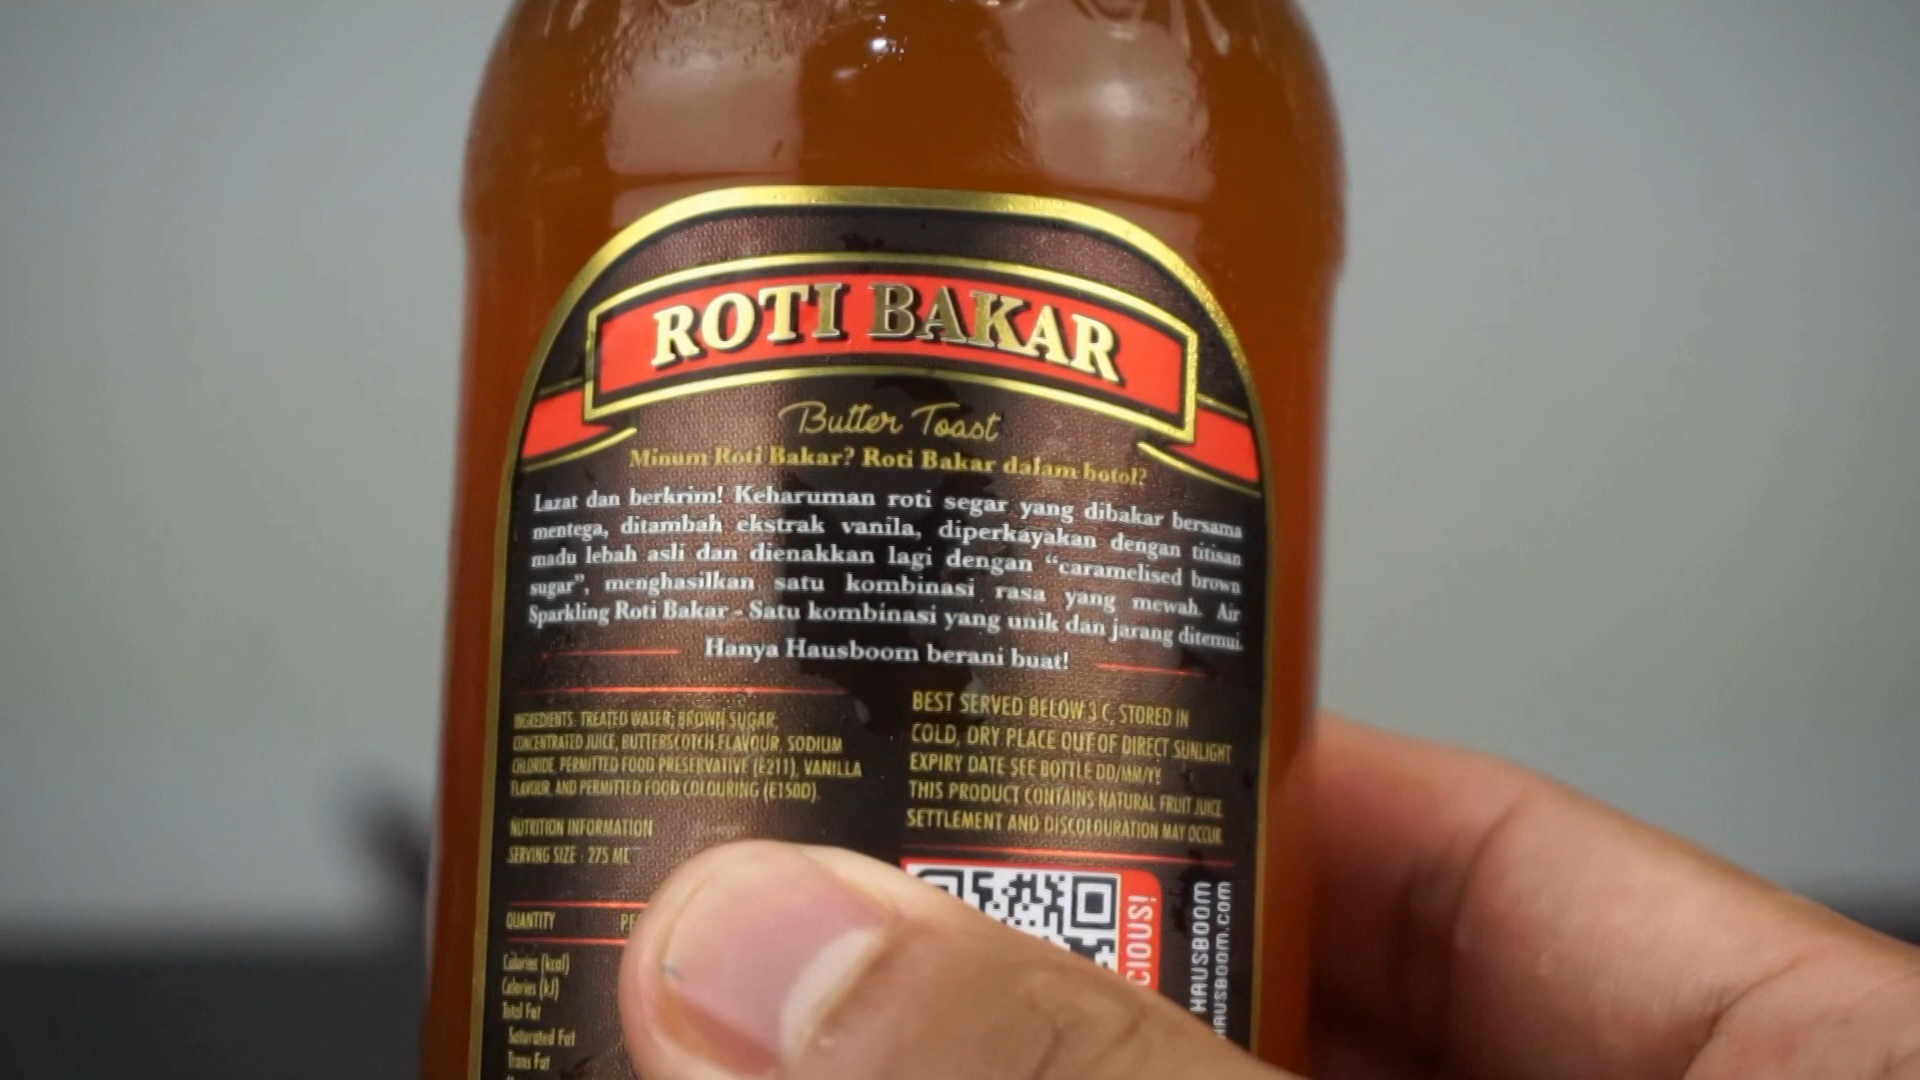 ROTI BAKAR
Butter Toast
Minum Roti Bakar? Roti Bakar dalam botol?
Lazat dan berkrim! Keharuman roti segar yang dibakar bersama
mentega, ditambah ekstrak vanila, diperkayakan dengan titisan
madu lebah asli dan dienakkan lagi dengan “caramelised brown
sugar”, menghasilkan satu kombinasi rasa yang mewah. Air
Sparkling Roti Bakar - Satu kombinasi yang unik dan jarang ditemui.
Hanya Hausboom berani buat!
INGREDIENTS: TREATED WATER, BROWN SUGAR,
CONCENTRATED JUICE, BUTTERSCOTCH FLAVOUR, SODIUM
CHLORIDE, PERMITTED FOOD PRESERVATIVE (E211), VANILLA
FLAVOUR, AND PERMITTED FOOD COLOURING (E150D).
NUTRITION INFORMATION
SERVING SIZE : 275 ML
QUANTITY
Calories (kcal)
Calories (kJ)
Total Fat
Saturated Fat
Trans Fat
BEST SERVED BELOW 3 C, STORED IN
COLD, DRY PLACE OUT OF DIRECT SUNLIGHT
EXPIRY DATE SEE BOTTLE DD/MM/YY
THIS PRODUCT CONTAINS NATURAL FRUIT JUICE
SETTLEMENT AND DISCOLOURATION MAY OCCUR
CIOUS!
HAUSBOOM
HAUSBOOM.com